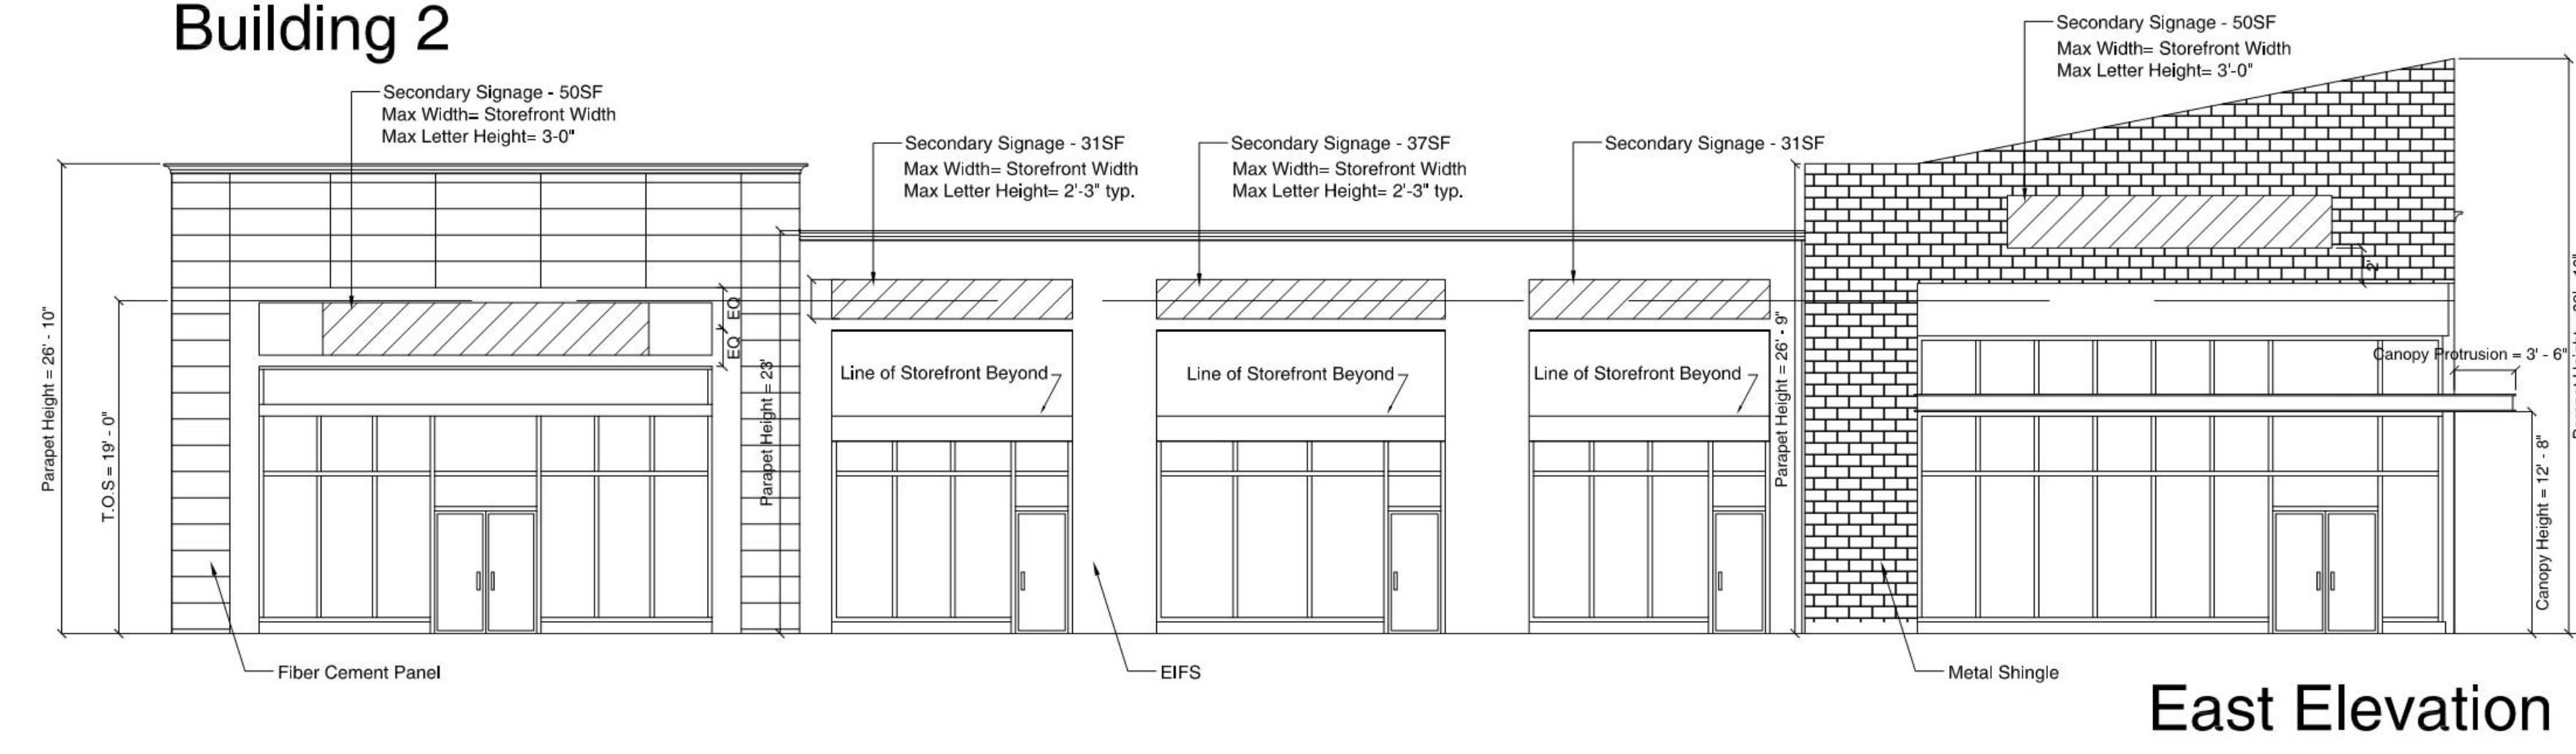 Building 2
Secondary Signage - 50SF
Max Width= Storefront Width
Max Letter Height= 3-0"
Secondary Signage - 31SF
Max Width= Storefront Width
Max Letter Height= 2'-3" typ.
Secondary Signage - 37SF
Max Width= Storefront Width
Max Letter Height= 2'-3" typ.
Secondary Signage - 31SF
Secondary Signage - 50SF
Max Width= Storefront Width
Max Letter Height= 3'-0"
Parapet Height = 26' - 10"
T.O.S = 19' - 0"
EQ
EQ
Parapet Height = 23'
Line of Storefront Beyond
Line of Storefront Beyond
Line of Storefront Beyond
Parapet Height = 26' - 9"
2'
Canopy Protrusion = 3' - 6"
Canopy Height = 12' - 8"
Fiber Cement Panel
EIFS
Metal Shingle
East Elevation